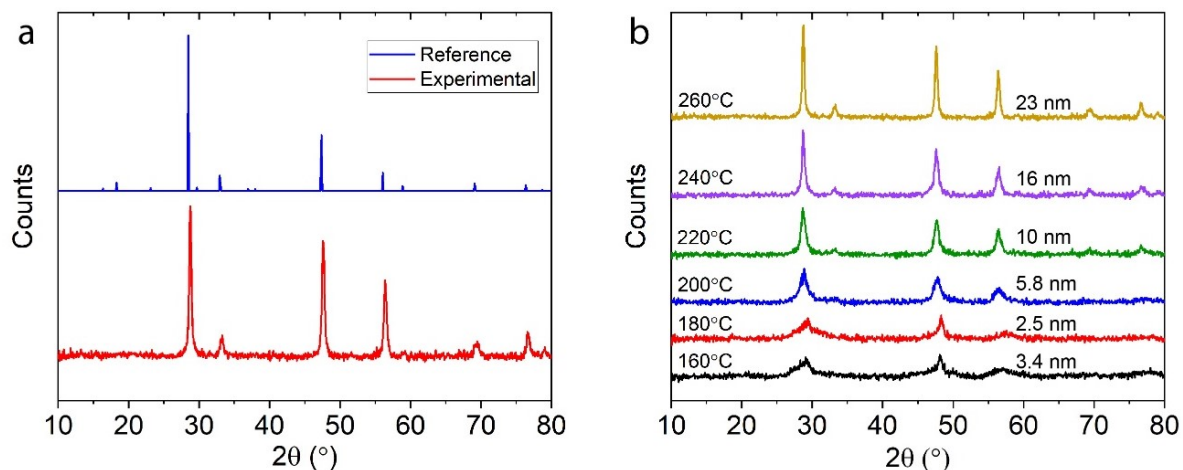 a
Reference
Experimental
Counts
10 20 30 40 50 60 70 80
2θ (°)
b
260°C 23 nm
240°C 16 nm
220°C 10 nm
200°C 5.8 nm
180°C 2.5 nm
160°C 3.4 nm
Counts
10 20 30 40 50 60 70 80
2θ (°)